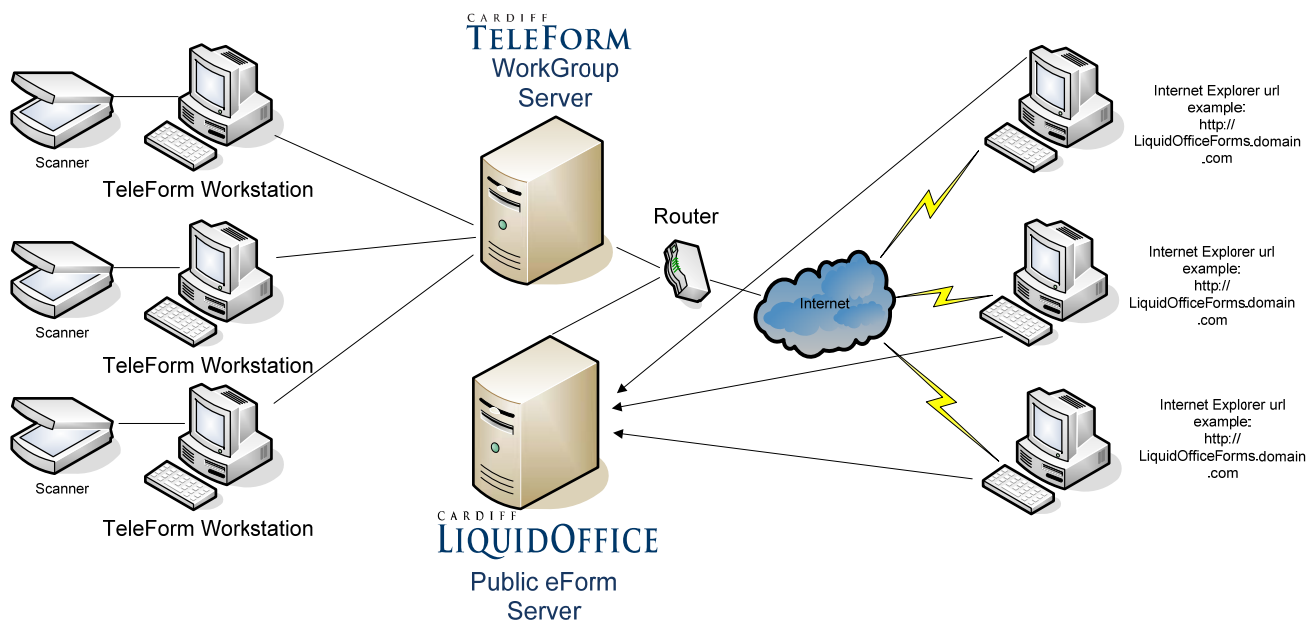 CARDIFF
TELEFORM
WorkGroup
Server
Scanner
TeleForm Workstation
Scanner
TeleForm Workstation
Scanner
TeleForm Workstation
Router
Internet
CARDIFF
LIQUIDOFFICE
Public eForm
Server
Internet Explorer url
example:
http://
LiquidOfficeForms.domain
.com
Internet Explorer url
example:
http://
LiquidOfficeForms.domain
.com
Internet Explorer url
example:
http://
LiquidOfficeForms.domain
.com